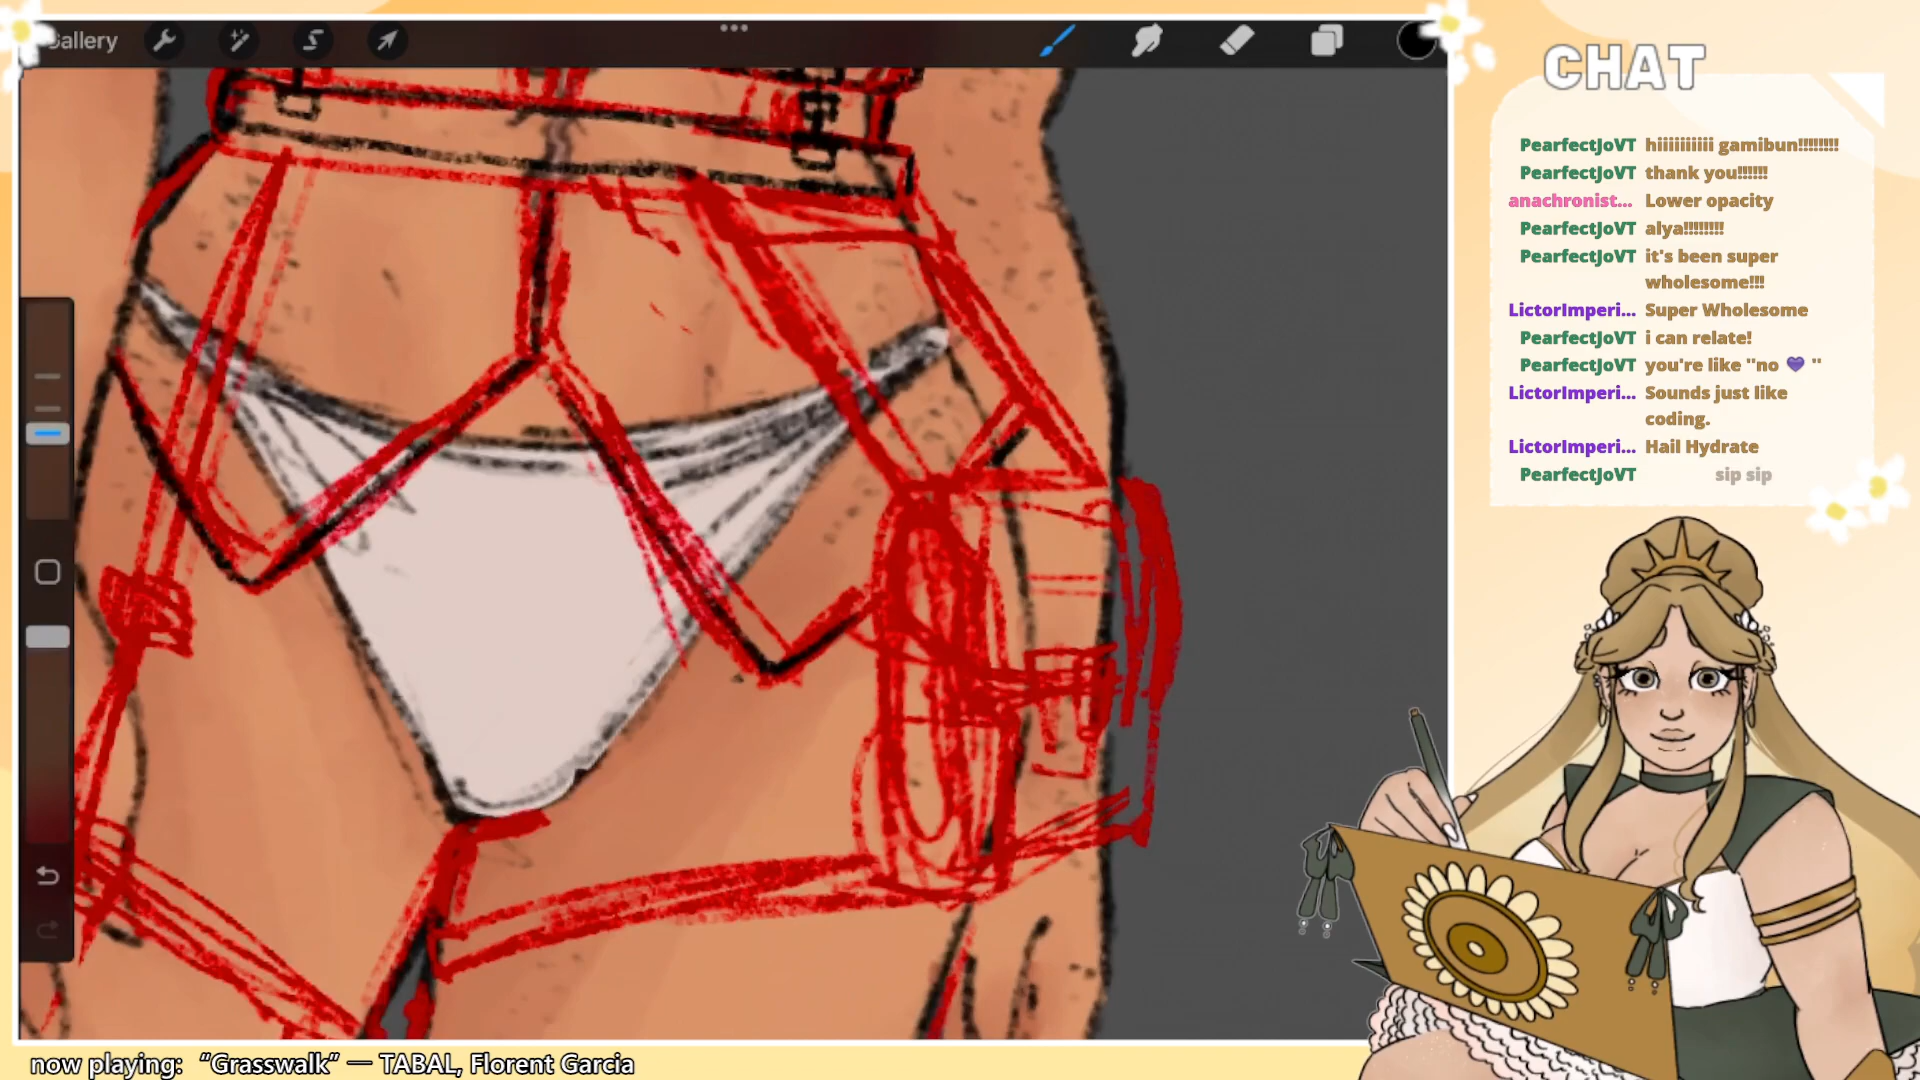 Gallery
CHAT
PearfectJoVT hiiiiiiiiiii gamibun!!!!!!!!
PearfectJoVT thank you!!!!!!
anachronist... Lower opacity
PearfectJoVT alya!!!!!!!!
PearfectJoVT it's been super
wholesome!!!
LictorImperi... Super Wholesome
PearfectJoVT i can relate!
PearfectJoVT you're like "no 💜 "
LictorImperi... Sounds just like
coding.
LictorImperi... Hail Hydrate
PearfectJoVT sip sip
now playing: “Grasswalk” — TABAL, Florent Garcia